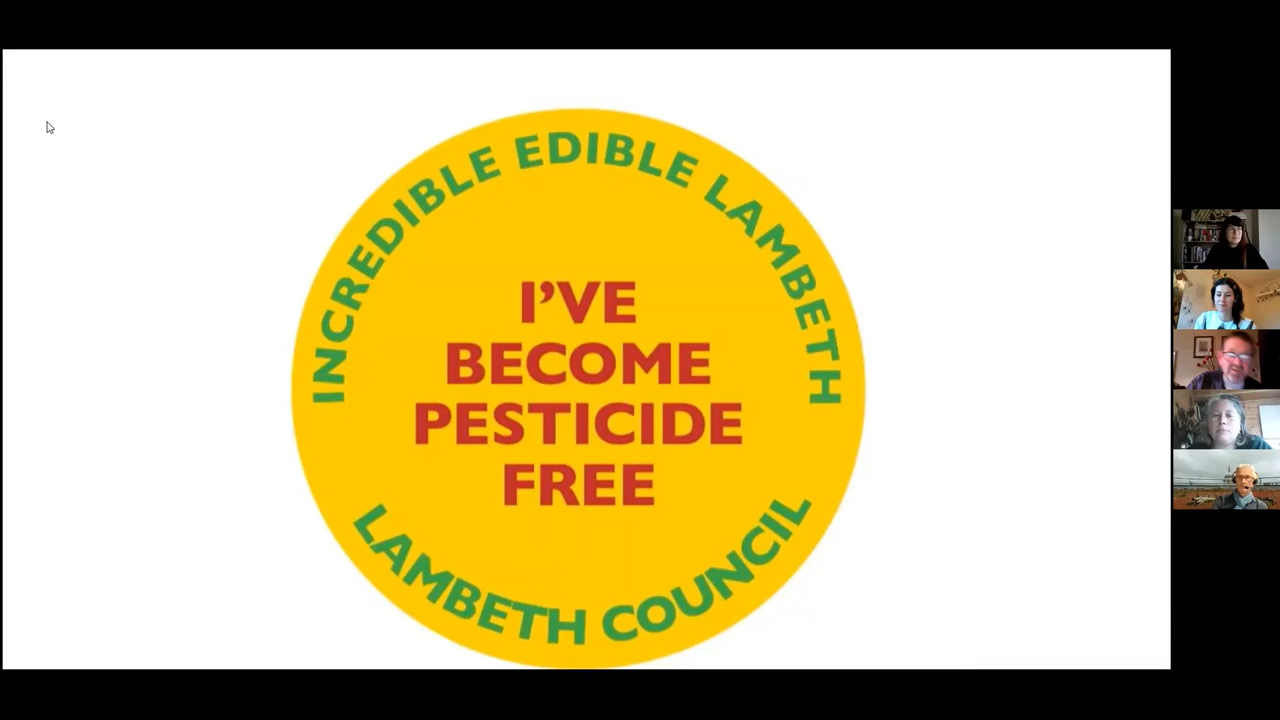 INCREDIBLE EDIBLE LAMBETH
I'VE
BECOME
PESTICIDE
FREE
LAMBETH COUNCIL